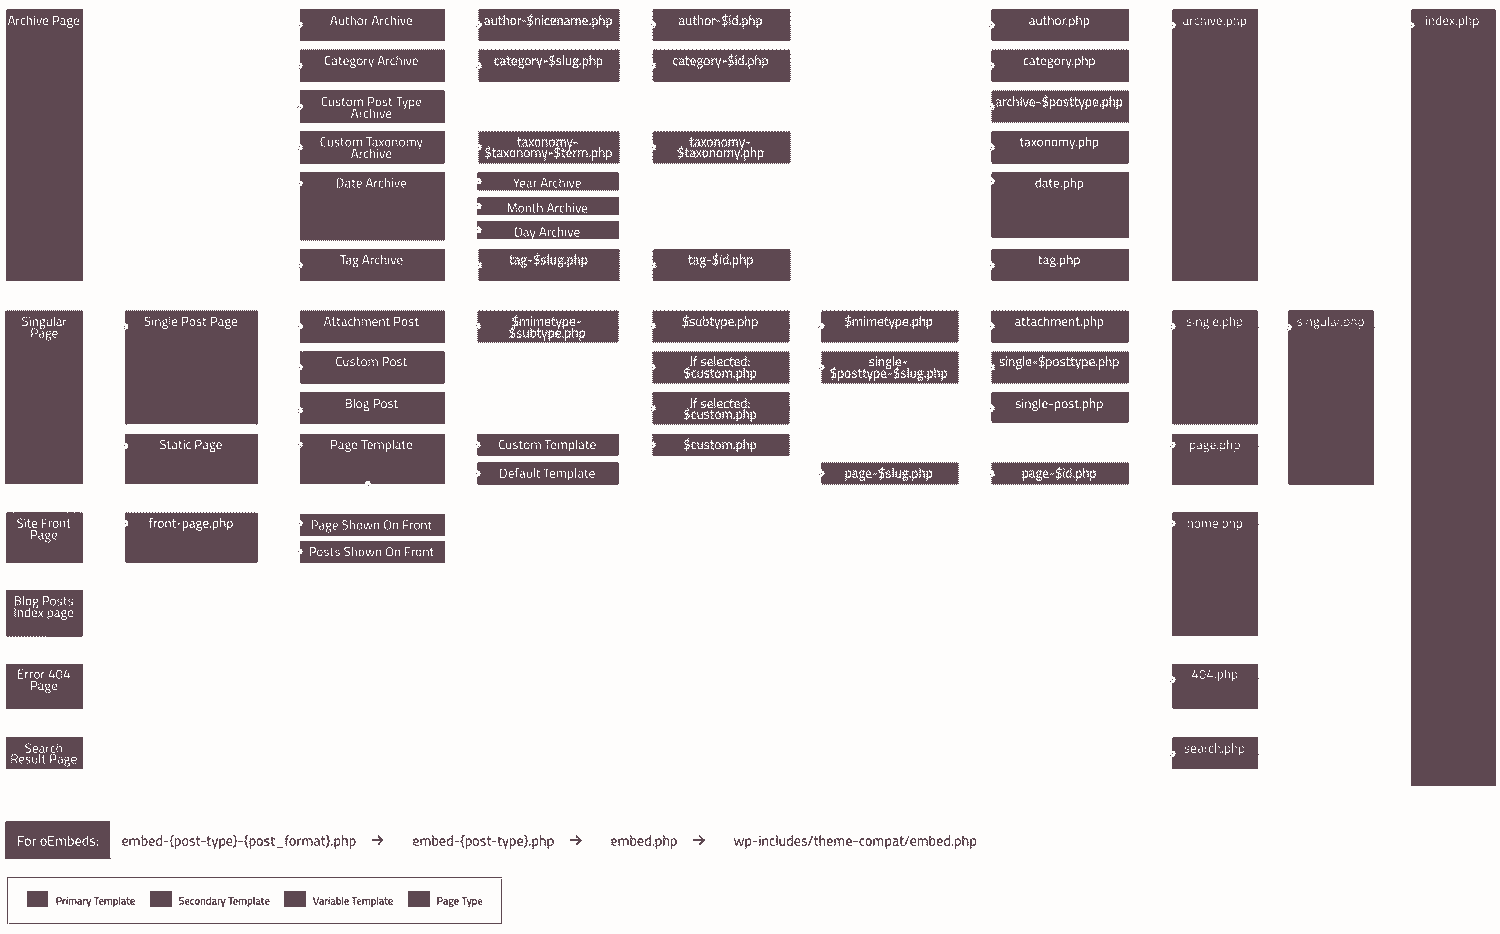 Archive Page
Author Archive
author-$nicename.php
author-$id.php
author.php
archive.php
index.php
Category Archive
category-$slug.php
category-$id.php
category.php
Custom Post Type
Archive
archive-$posttype.php
Custom Taxonomy
Archive
taxonomy-
$taxonomy-$term.php
taxonomy-
$taxonomy.php
taxonomy.php
Date Archive
Year Archive
date.php
Month Archive
Day Archive
Tag Archive
tag-$slug.php
tag-$id.php
tag.php
Singular
Page
Single Post Page
Attachment Post
$mimetype-
$subtype.php
$subtype.php
$mimetype.php
attachment.php
single.php
singular.php
Custom Post
If selected:
$custom.php
single-
$posttype-$slug.php
single-$posttype.php
Blog Post
If selected:
$custom.php
single-post.php
Static Page
Page Template
Custom Template
$custom.php
page.php
Default Template
page-$slug.php
page-$id.php
Site Front
Page
front-page.php
Page Shown On Front
home.php
Posts Shown On Front
Blog Posts
Index page
Error 404
Page
404.php
Search
Result Page
search.php
For oEmbeds:
embed-{post-type}-{post_format}.php → embed-{post-type}.php → embed.php → wp-includes/theme-compat/embed.php
Primary Template
Secondary Template
Variable Template
Page Type